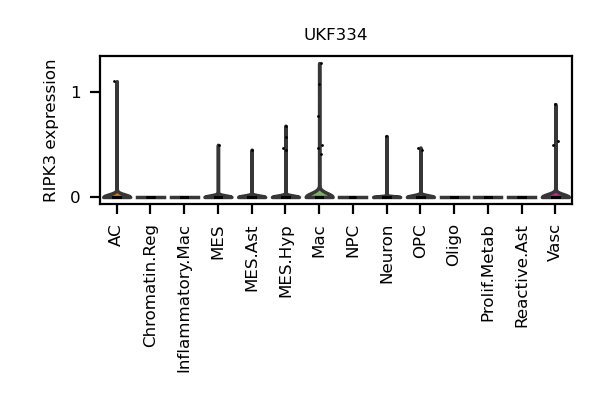 UKF334
RIPK3 expression
1
0
AC
Chromatin.Reg
Inflammatory.Mac
MES
MES.Ast
MES.Hyp
Mac
NPC
Neuron
OPC
Oligo
Prolif.Metab
Reactive.Ast
Vasc